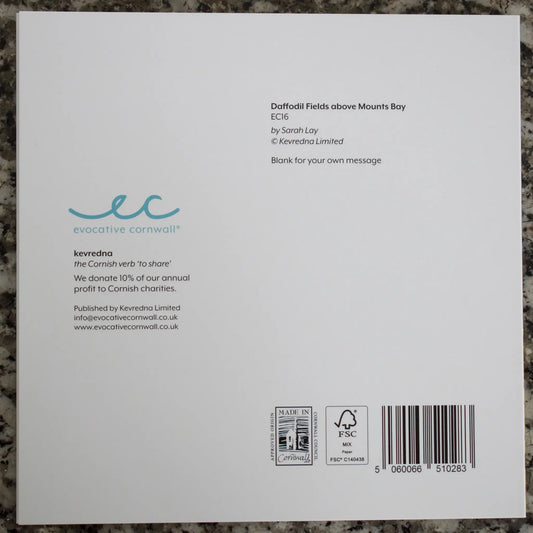 Daffodil Fields above Mounts Bay
EC16
by Sarah Lay
© Kevredna Limited
Blank for your own message
ec
evocative cornwall®
kevredna
the Cornish verb 'to share'
We donate 10% of our annual
profit to Cornish charities.
Published by Kevredna Limited
info@evocativecornwall.co.uk
www.evocativecornwall.co.uk
APPROVED ORIGIN
MADE IN
Cornwall
CORNWALL COUNCIL
FSC
MIX
Paper
FSC® C140438
5 060066 510283